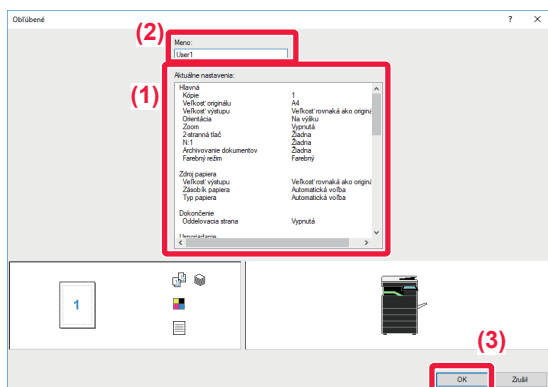 Obľúbené
? ×
(2)
Meno:
User1
(1)
Aktuálne nastavenia:
Hlavná
Kópie 1
Veľkosť originálu A4
Veľkosť výstupu Veľkosť rovnaká ako originá
Orientácia Na výšku
Zoom Vypnutá
2-stranná tlač Žiadna
N:1 Žiadna
Archivovanie dokumentov Žiadna
Farebný režim Farebný
Zdroj papiera
Veľkosť výstupu Veľkosť rovnaká ako originá
Zásobík papiera Automatická voľba
Typ papiera Automatická voľba
Dokončenie
Oddeľovacia strana Vypnutá
1
(3)
OK Zrušiť